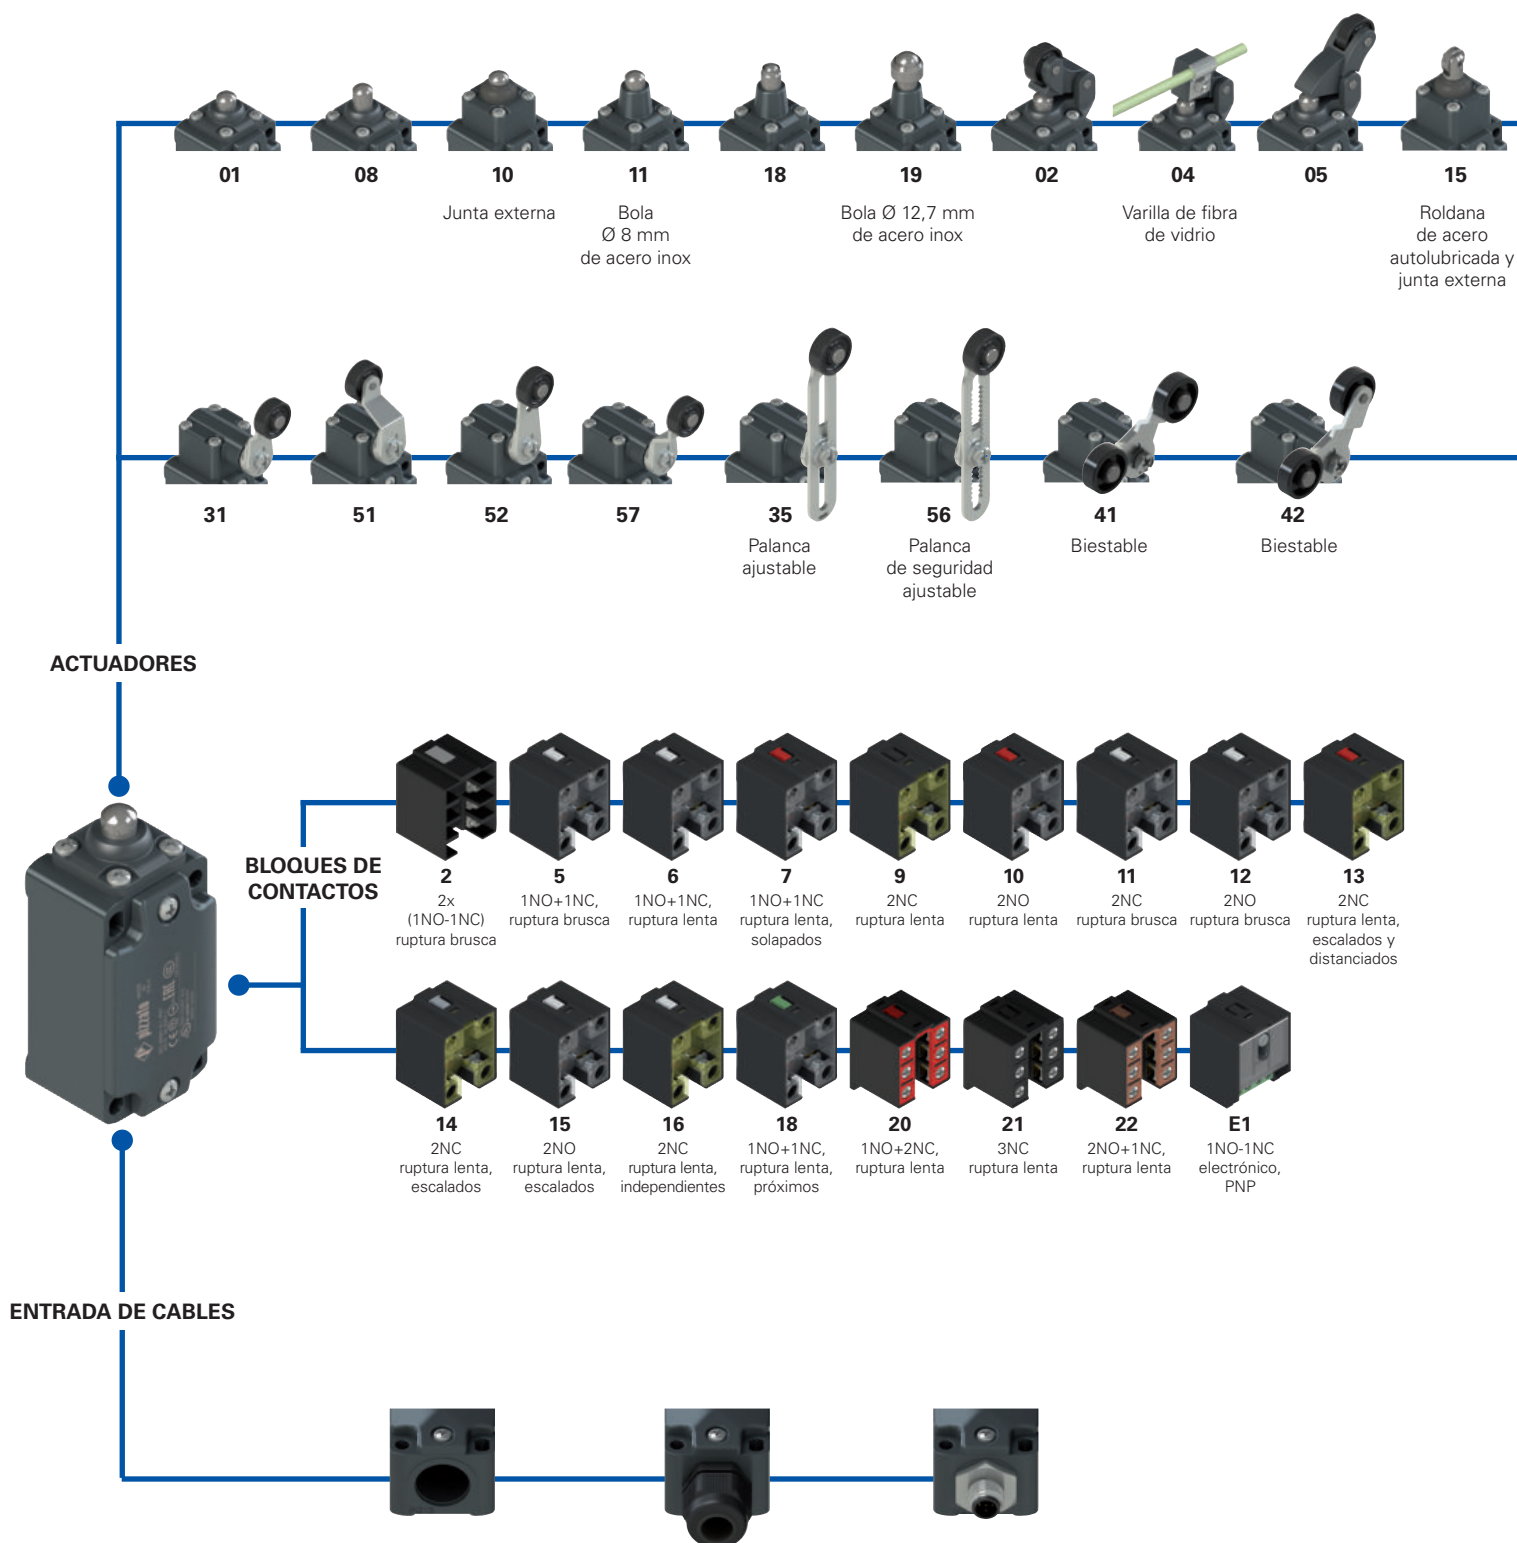 01 08 10 11 18 19 02 04 05 15
Junta externa
Bola
Ø 8 mm
de acero inox
Bola Ø 12,7 mm
de acero inox
Varilla de fibra
de vidrio
Roldana
de acero
autolubricada y
junta externa
31 51 52 57 35 56 41 42
Palanca
ajustable
Palanca
de seguridad
ajustable
Biestable
Biestable
ACTUADORES
BLOQUES DE
CONTACTOS
2
2x
(1NO-1NC)
ruptura brusca
5
1NO+1NC,
ruptura brusca
6
1NO+1NC,
ruptura lenta
7
1NO+1NC
ruptura lenta,
solapados
9
2NC
ruptura lenta
10
2NO
ruptura lenta
11
2NC
ruptura brusca
12
2NO
ruptura brusca
13
2NC
ruptura lenta,
escalados y
distanciados
14
2NC
ruptura lenta,
escalados
15
2NO
ruptura lenta,
escalados
16
2NC
ruptura lenta,
independientes
18
1NO+1NC,
ruptura lenta,
próximos
20
1NO+2NC,
ruptura lenta
21
3NC
ruptura lenta
22
2NO+1NC,
ruptura lenta
E1
1NO-1NC
electrónico,
PNP
pizzato
ENTRADA DE CABLES